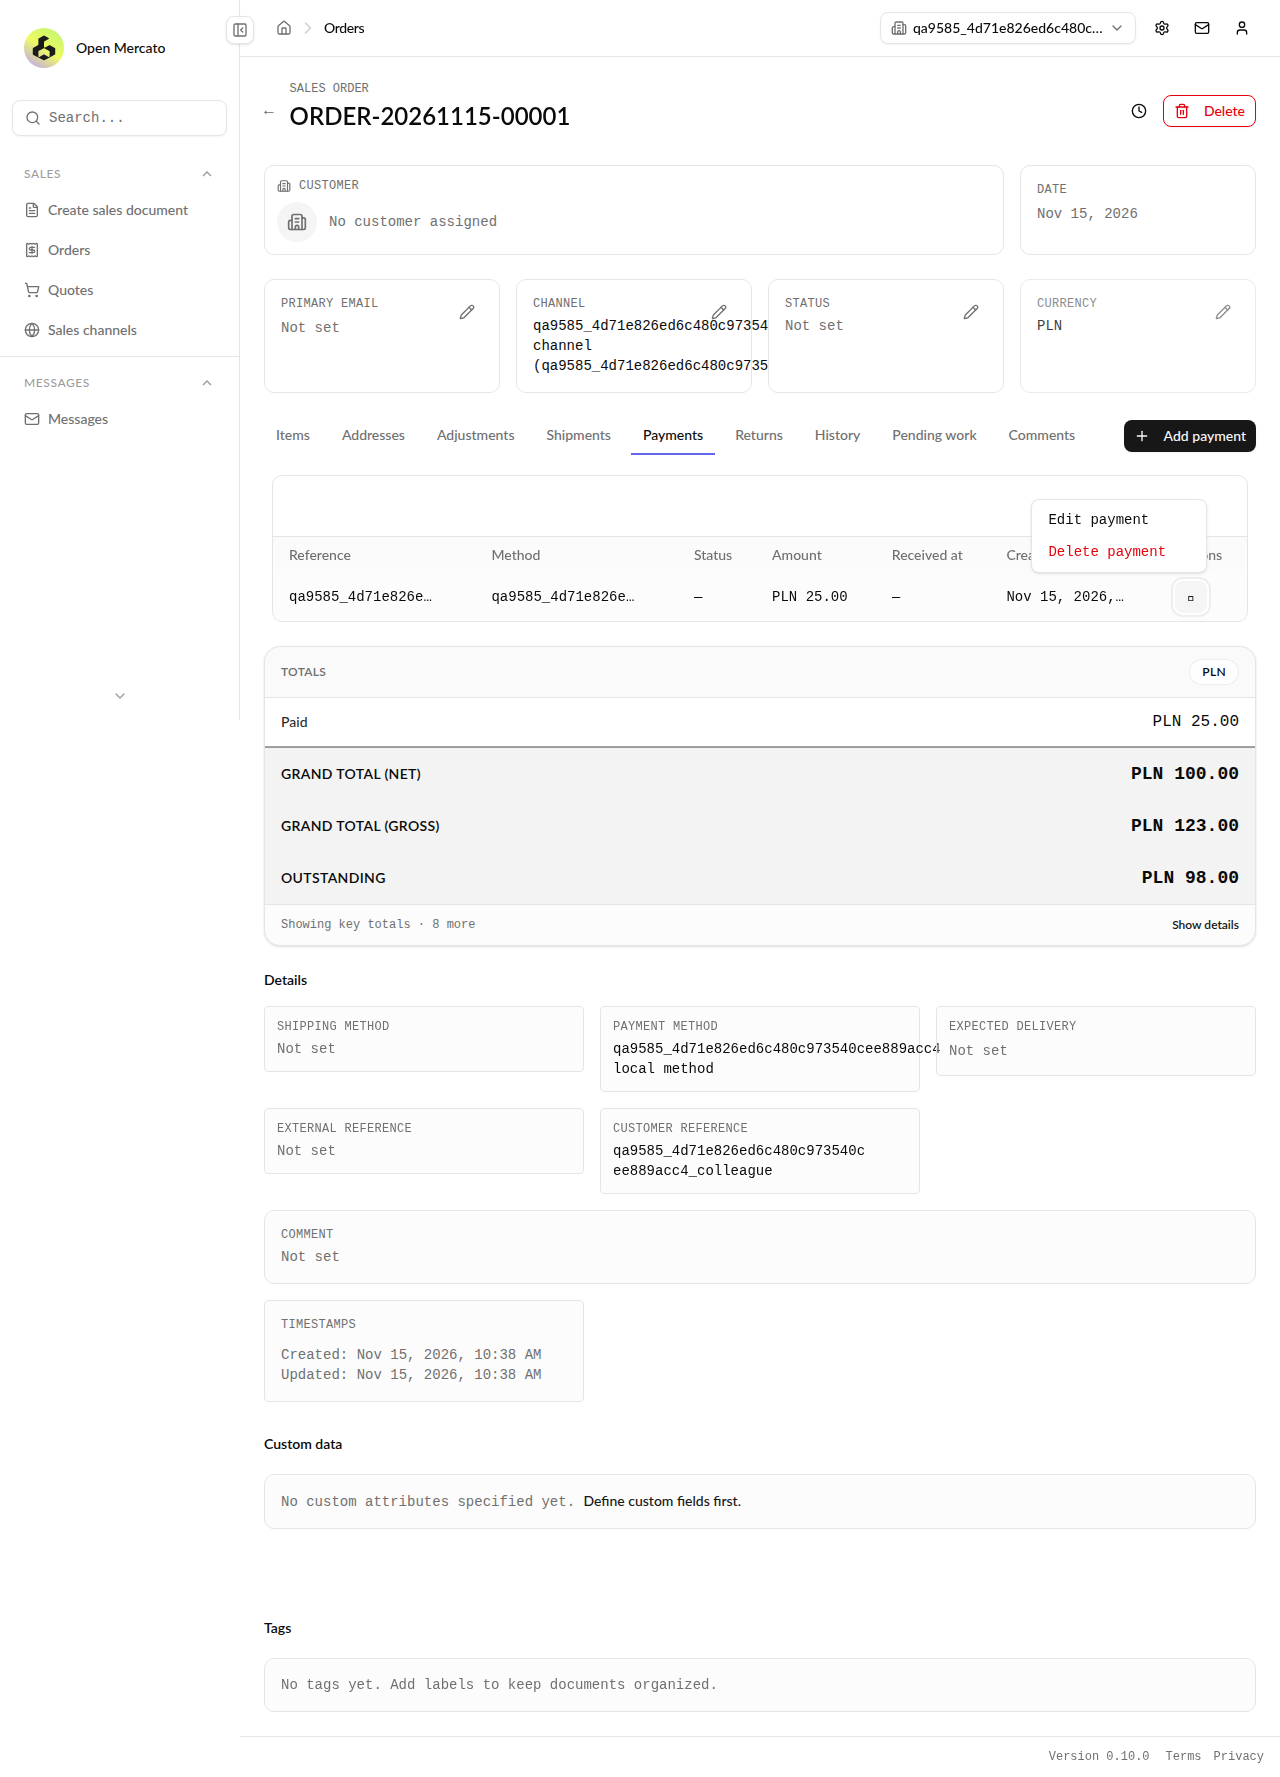 Open Mercato
Search...
SALES
Create sales document
Orders
Quotes
Sales channels
MESSAGES
Messages
Orders
qa9585_4d71e826ed6c480c...
SALES ORDER
← ORDER-20261115-00001
Delete
CUSTOMER
No customer assigned
DATE
Nov 15, 2026
PRIMARY EMAIL
Not set
CHANNEL
qa9585_4d71e826ed6c480c97354
channel
(qa9585_4d71e826ed6c480c9735
STATUS
Not set
CURRENCY
PLN
Items Addresses Adjustments Shipments Payments Returns History Pending work Comments
Add payment
Edit payment
Delete payment
Reference Method Status Amount Received at Crea ns
qa9585_4d71e826e… qa9585_4d71e826e… — PLN 25.00 — Nov 15, 2026,…
TOTALS PLN
Paid PLN 25.00
GRAND TOTAL (NET) PLN 100.00
GRAND TOTAL (GROSS) PLN 123.00
OUTSTANDING PLN 98.00
Showing key totals · 8 more Show details
Details
SHIPPING METHOD
Not set
PAYMENT METHOD
qa9585_4d71e826ed6c480c973540cee889acc4
local method
EXPECTED DELIVERY
Not set
EXTERNAL REFERENCE
Not set
CUSTOMER REFERENCE
qa9585_4d71e826ed6c480c973540c
ee889acc4_colleague
COMMENT
Not set
TIMESTAMPS
Created: Nov 15, 2026, 10:38 AM
Updated: Nov 15, 2026, 10:38 AM
Custom data
No custom attributes specified yet. Define custom fields first.
Tags
No tags yet. Add labels to keep documents organized.
Version 0.10.0 Terms Privacy